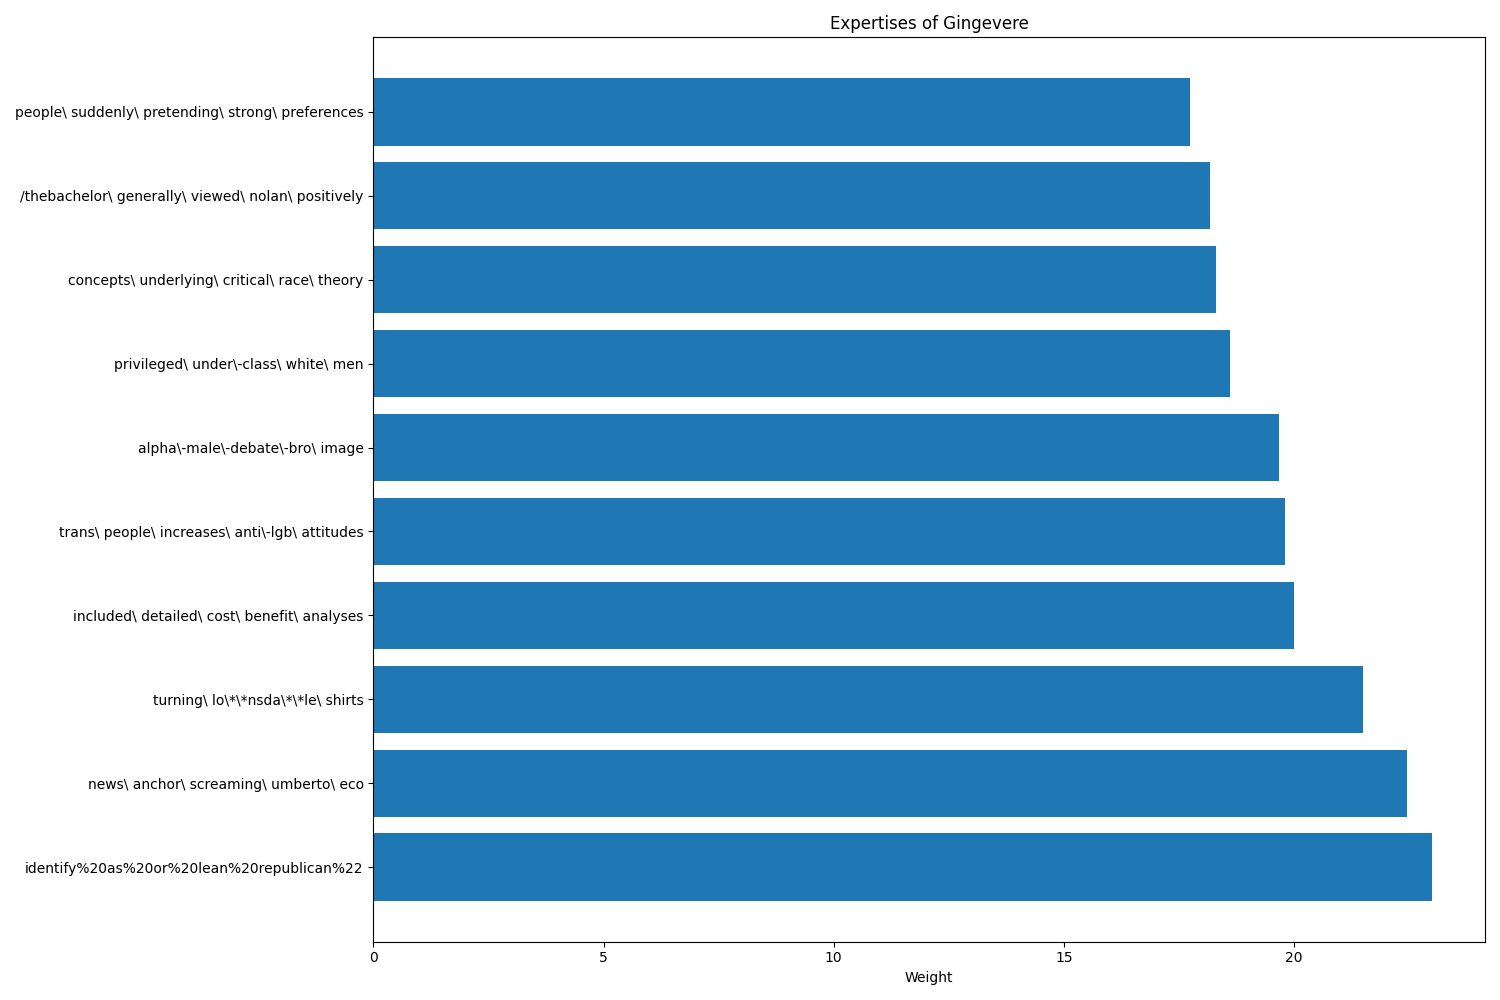 Expertises of Gingevere
people\ suddenly\ pretending\ strong\ preferences
/thebachelor\ generally\ viewed\ nolan\ positively
concepts\ underlying\ critical\ race\ theory
privileged\ under\-class\ white\ men
alpha\-male\-debate\-bro\ image
trans\ people\ increases\ anti\-lgb\ attitudes
included\ detailed\ cost\ benefit\ analyses
turning\ lo\*\*nsda\*\*le\ shirts
news\ anchor\ screaming\ umberto\ eco
identify%20as%20or%20lean%20republican%22
0 5 10 15 20
Weight